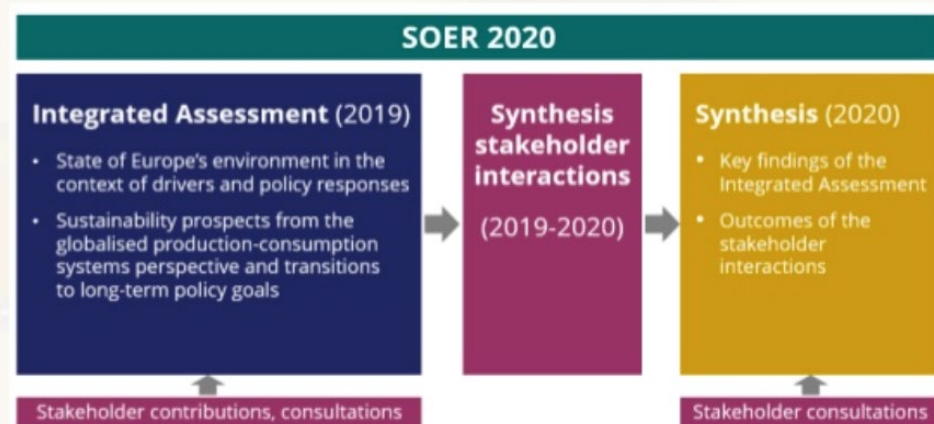 SOER 2020
Integrated Assessment (2019)
• State of Europe's environment in the
context of drivers and policy responses
• Sustainability prospects from the
globalised production-consumption
systems perspective and transitions
to long-term policy goals
Synthesis
stakeholder
interactions
(2019-2020)
Synthesis (2020)
• Key findings of the
Integrated Assessment
• Outcomes of the
stakeholder
interactions
Stakeholder contributions, consultations
Stakeholder consultations